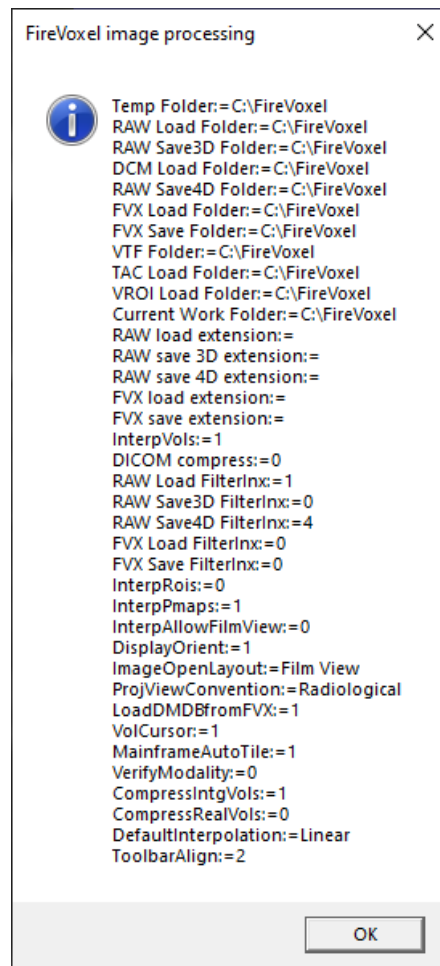 FireVoxel image processing
Temp Folder:=C:\FireVoxel
RAW Load Folder:=C:\FireVoxel
RAW Save3D Folder:=C:\FireVoxel
DCM Load Folder:=C:\FireVoxel
RAW Save4D Folder:=C:\FireVoxel
FVX Load Folder:=C:\FireVoxel
FVX Save Folder:=C:\FireVoxel
VTF Folder:=C:\FireVoxel
TAC Load Folder:=C:\FireVoxel
VROI Load Folder:=C:\FireVoxel
Current Work Folder:=C:\FireVoxel
RAW load extension:=
RAW save 3D extension:=
RAW save 4D extension:=
FVX load extension:=
FVX save extension:=
InterpVols:=1
DICOM compress:=0
RAW Load FilterInx:=1
RAW Save3D FilterInx:=0
RAW Save4D FilterInx:=4
FVX Load FilterInx:=0
FVX Save FilterInx:=0
InterpRois:=0
InterpPmaps:=1
InterpAllowFilmView:=0
DisplayOrient:=1
ImageOpenLayout:=Film View
ProjViewConvention:=Radiological
LoadDMDBfromFVX:=1
VolCursor:=1
MainframeAutoTile:=1
VerifyModality:=0
CompressIntgVols:=1
CompressRealVols:=0
DefaultInterpolation:=Linear
ToolbarAlign:=2
OK